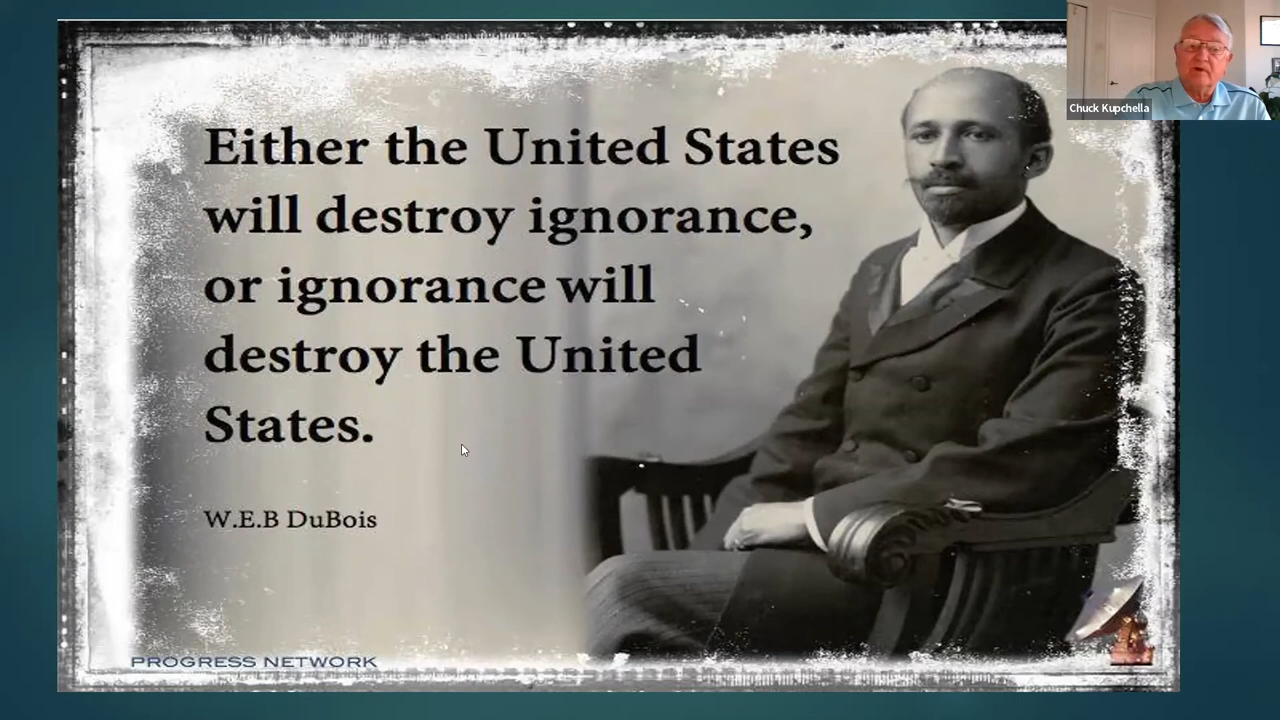 Chuck Kupchella
Either the United States
will destroy ignorance,
or ignorance will
destroy the United
States.
W.E.B DuBois
PROGRESS NETWORK